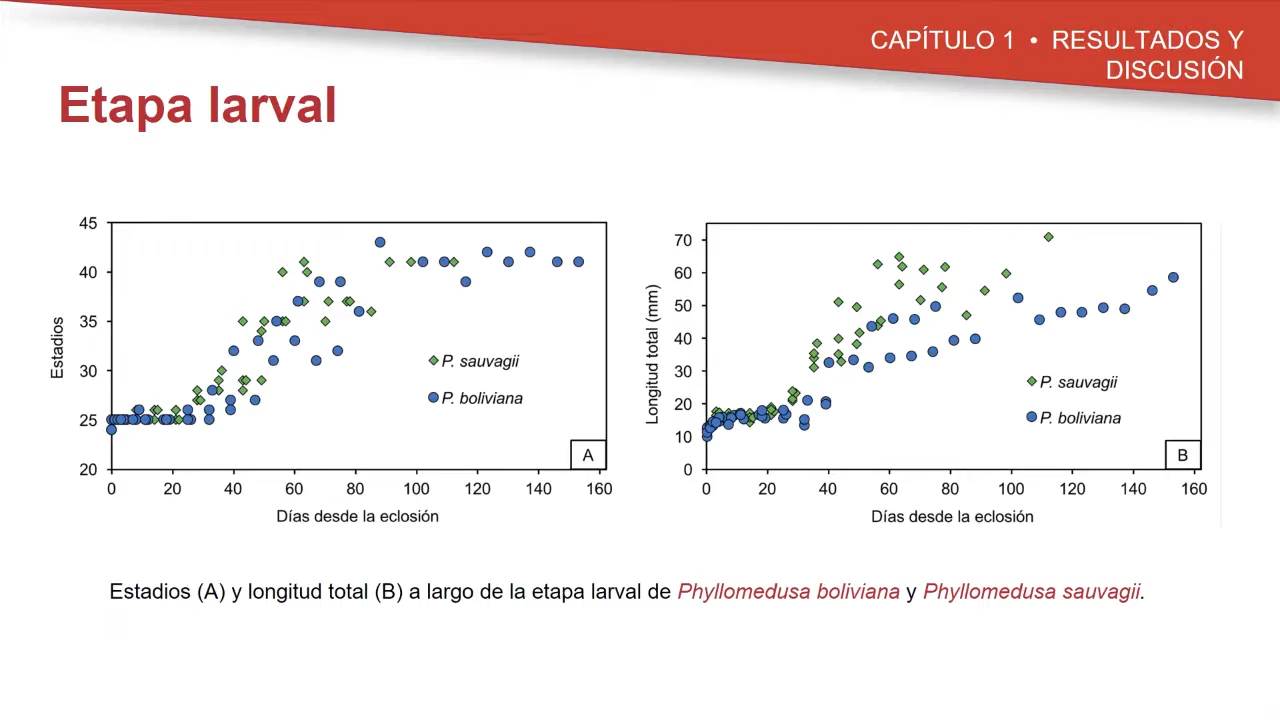 CAPÍTULO 1 • RESULTADOS Y
DISCUSIÓN
Etapa larval
45
40
35
30
25
20
Estadios
0 20 40 60 80 100 120 140 160
Días desde la eclosión
P. sauvagii
P. boliviana
A
70
60
50
40
30
20
10
0
Longitud total (mm)
0 20 40 60 80 100 120 140 160
Días desde la eclosión
P. sauvagii
P. boliviana
B
Estadios (A) y longitud total (B) a largo de la etapa larval de Phyllomedusa boliviana y Phyllomedusa sauvagii.